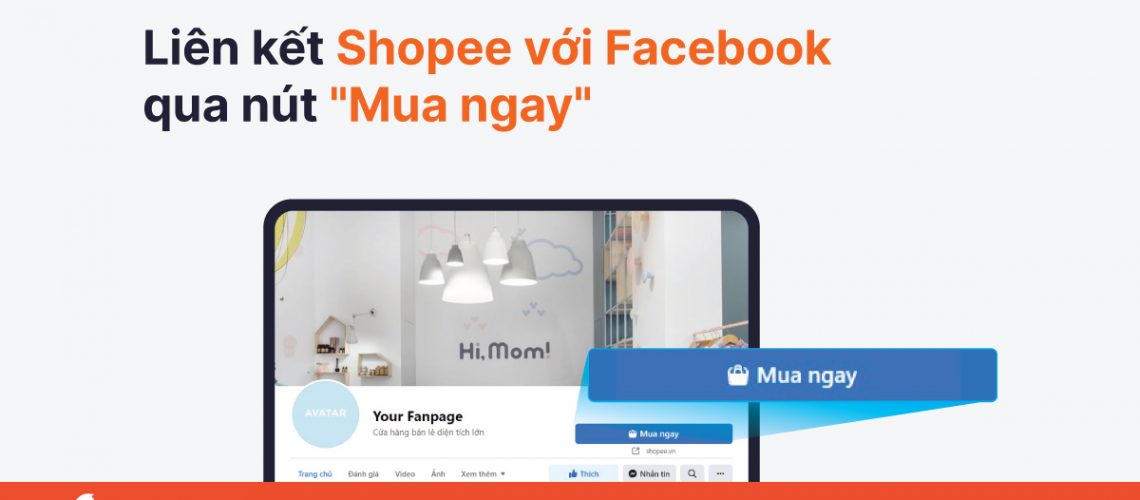 Liên kết Shopee với Facebook
qua nút "Mua ngay"
Hi, Mom!
Mua ngay
AVATAR
Your Fanpage
Cửa hàng bán lẻ diện tích lớn
Mua ngay
shopee.vn
Trang chủ Đánh giá Video Ảnh Xem thêm Thích Nhắn tin